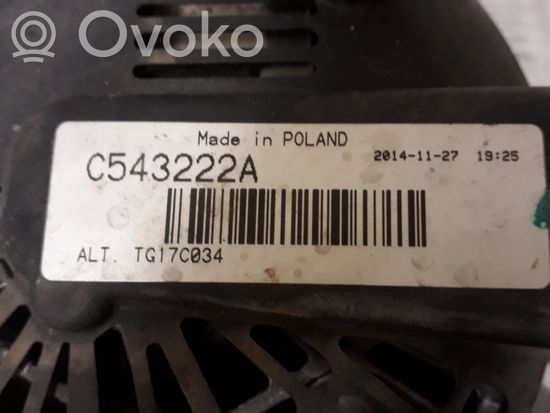 Ovoko
Made in POLAND
C543222A
2014-11-27 19:25
ALT. TG17C034